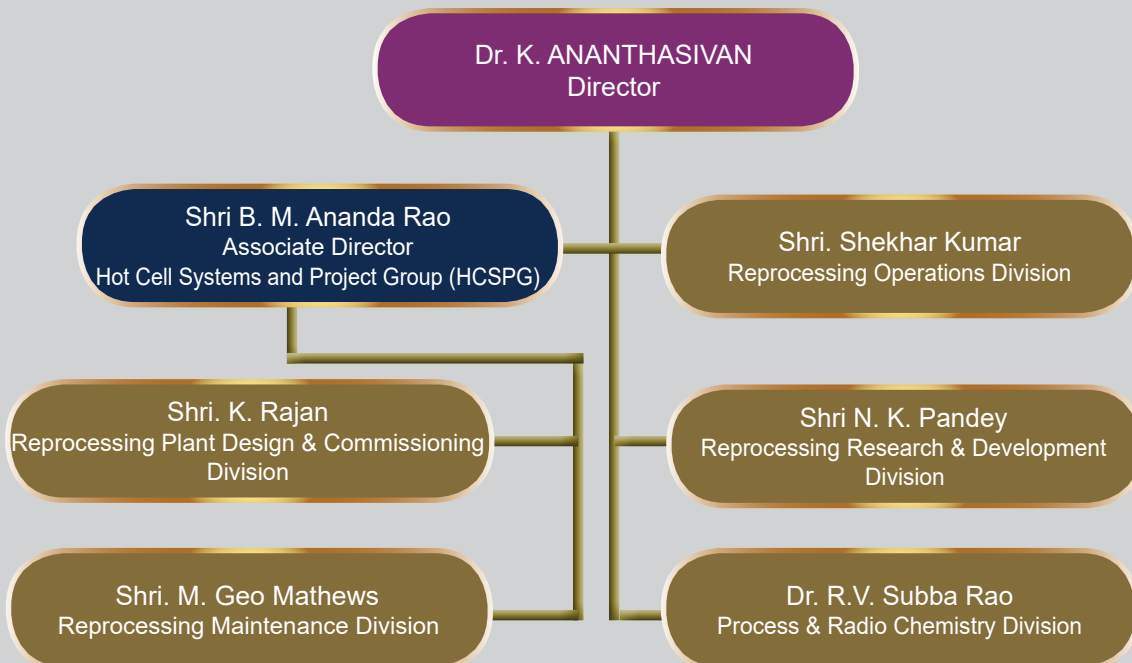 Dr. K. ANANTHASIVAN
Director
Shri B. M. Ananda Rao
Associate Director
Hot Cell Systems and Project Group (HCSPG)
Shri. Shekhar Kumar
Reprocessing Operations Division
Shri. K. Rajan
Reprocessing Plant Design & Commissioning
Division
Shri N. K. Pandey
Reprocessing Research & Development
Division
Shri. M. Geo Mathews
Reprocessing Maintenance Division
Dr. R.V. Subba Rao
Process & Radio Chemistry Division